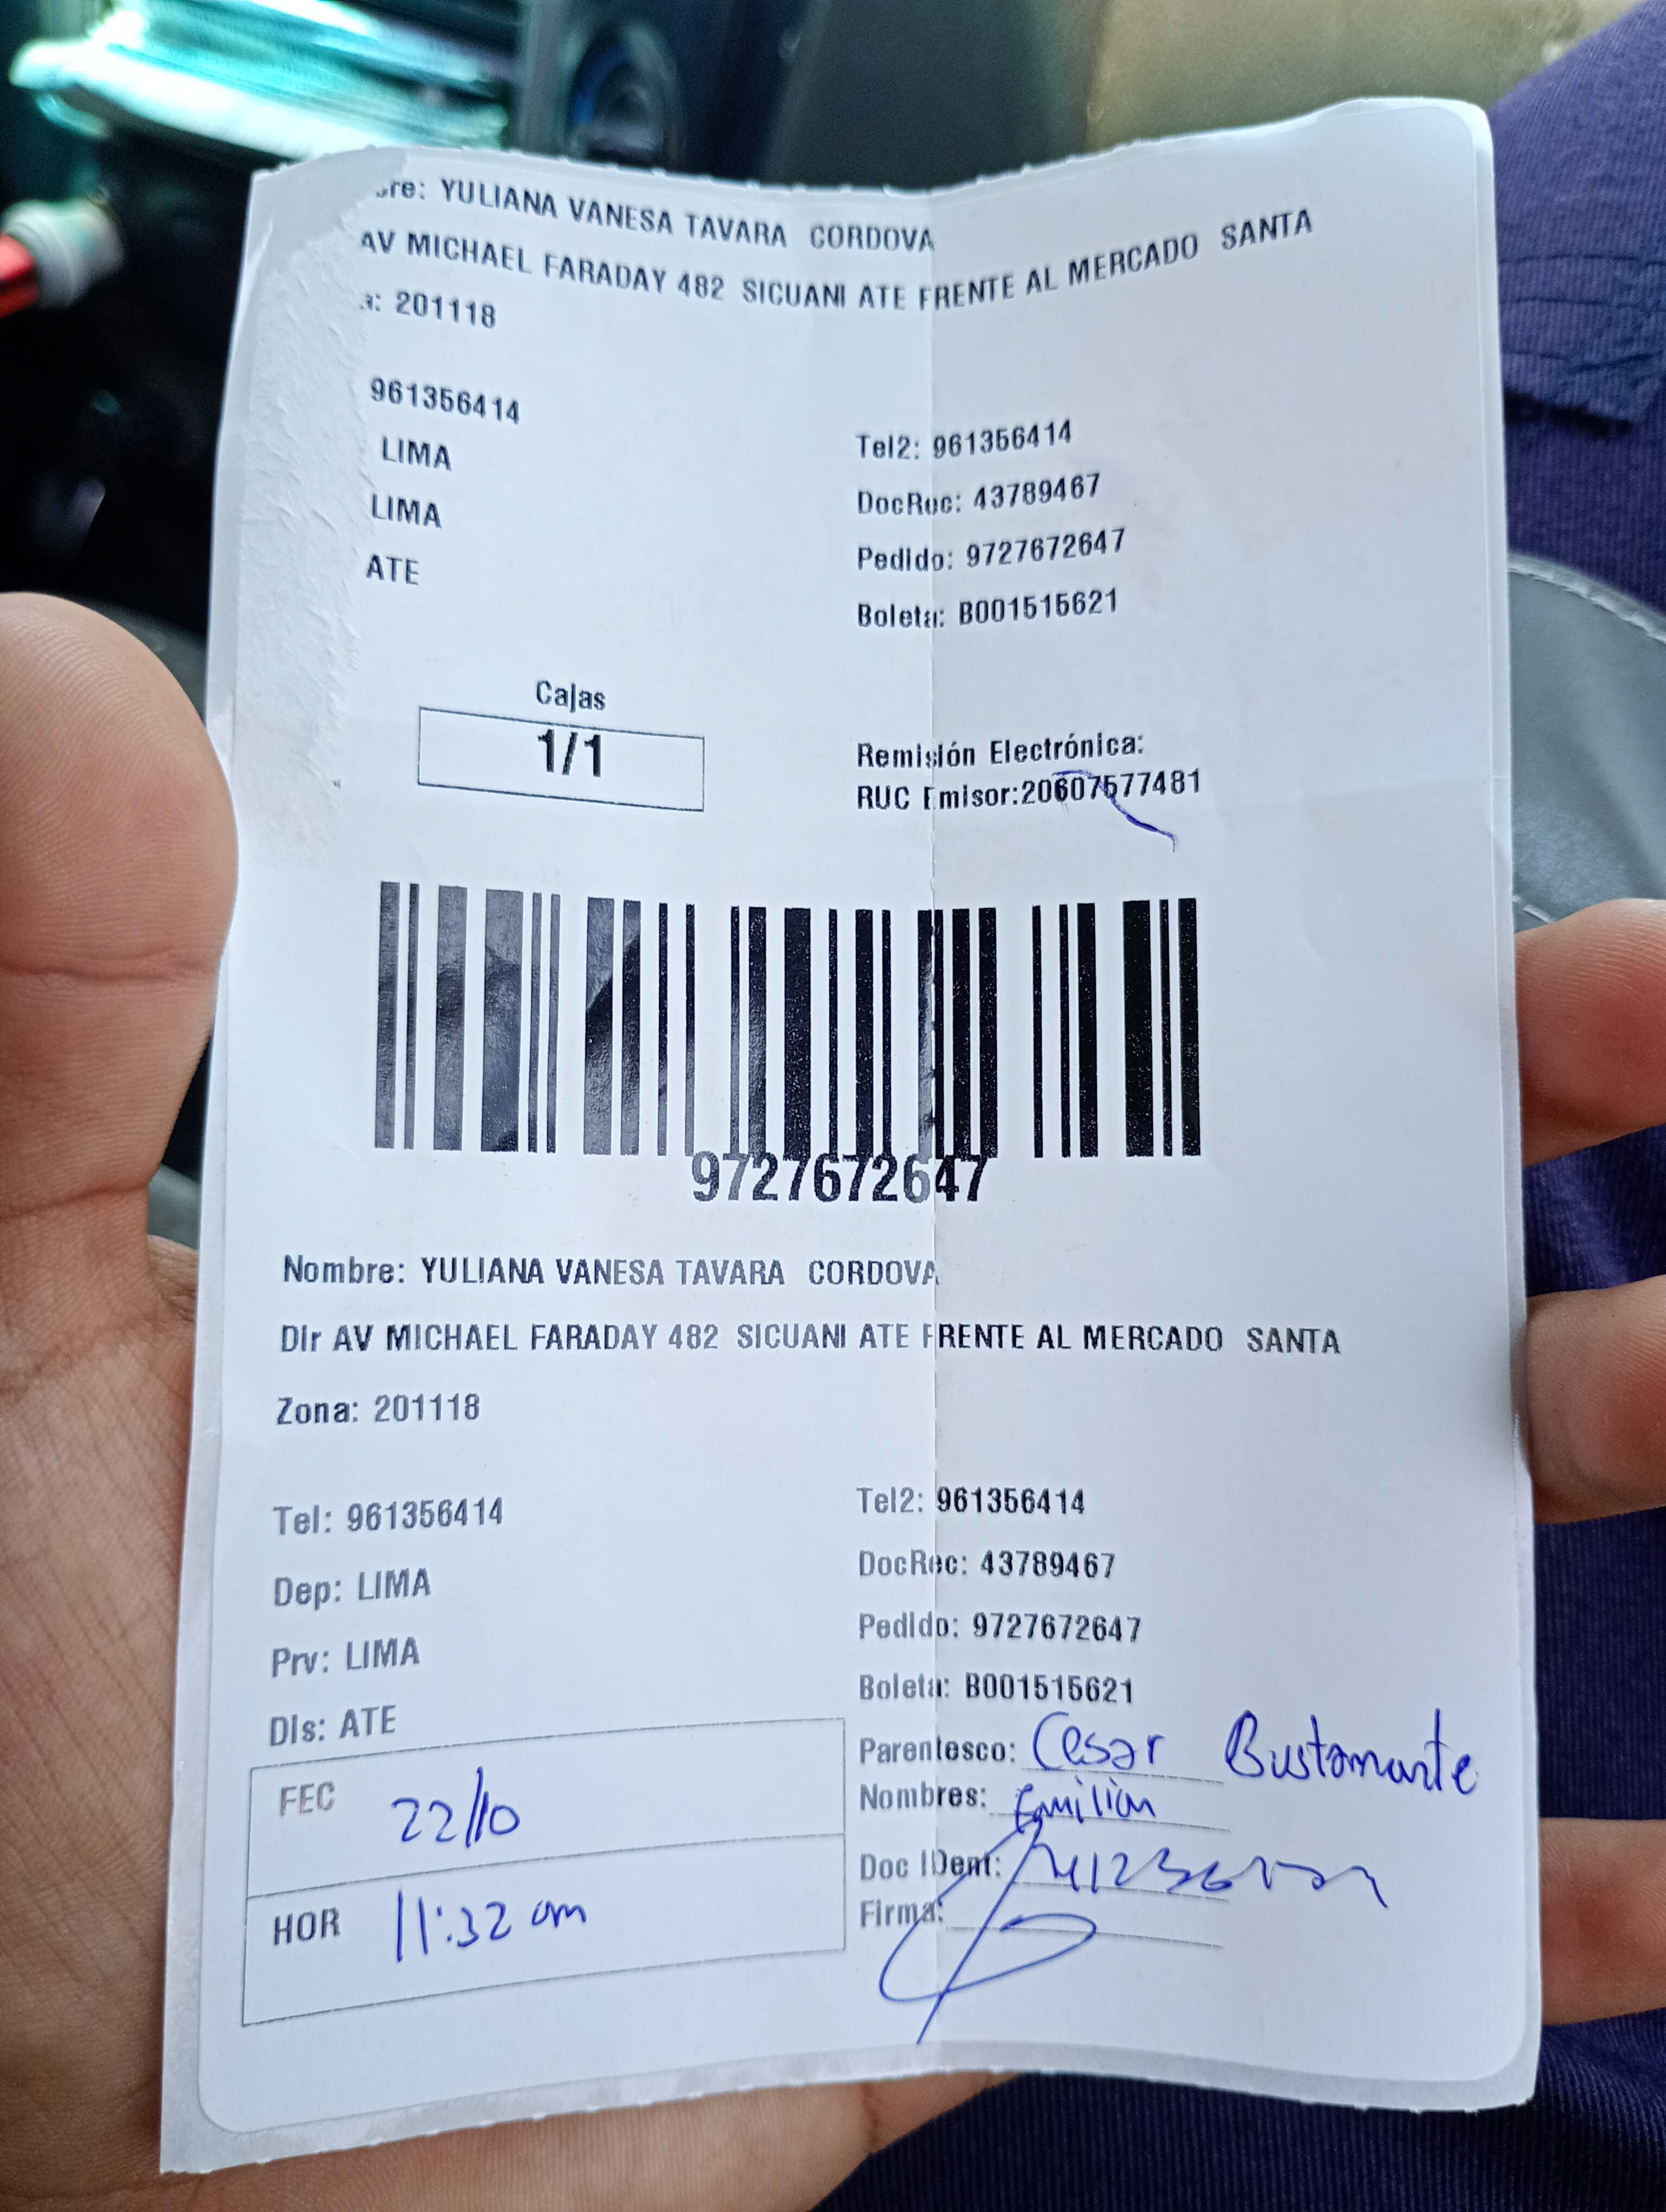 re: YULIANA VANESA TAVARA CORDOVA
AV MICHAEL FARADAY 482 SICUANI ATE FRENTE AL MERCADO SANTA
a: 201118
961356414
Tel2: 961356414
LIMA
DocRec: 43789467
LIMA
Pedido: 9727672647
ATE
Boleta: B001515621
Cajas
1/1
Remisión Electrónica:
RUC Emisor:20607577481
9727672647
Nombre: YULIANA VANESA TAVARA CORDOVA
Dir AV MICHAEL FARADAY 482 SICUANI ATE FRENTE AL MERCADO SANTA
Zona: 201118
Tel: 961356414
Tel2: 961356414
Dep: LIMA
DocRec: 43789467
Prv: LIMA
Pedido: 9727672647
Dis: ATE
Boleta: B001515621
FEC 22/10
HOR 11:32 am
Parentesco: Cesar Bustamante
Nombres:
Doc IDent:
Firma: